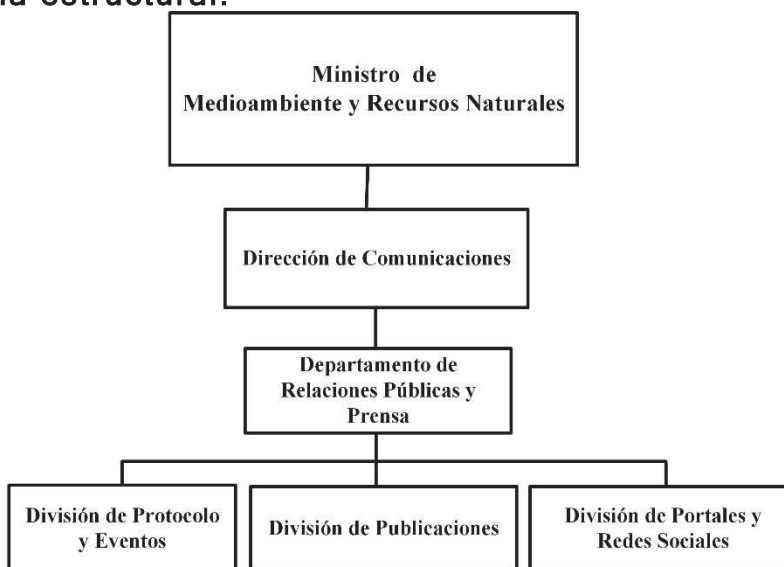 estructural.
Ministro de
Medioambiente y Recursos Naturales
Dirección de Comunicaciones
Departamento de
Relaciones Públicas y
Prensa
División de Protocolo
y Eventos
División de Publicaciones
División de Portales y
Redes Sociales